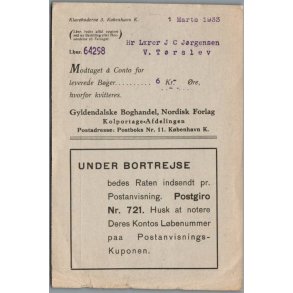 Klareboderne 3, København K.
1 Marts 1933
Lbnr. 64298
Hr Lærer J C Jørgensen
V. Tørslev
Modtaget à Conto for
leverede Bøger.......... 6 Kr. Øre,
hvorfor kvitteres.
Gyldendalske Boghandel, Nordisk Forlag
Kolportage-Afdelingen
Postadresse: Postboks Nr. 11. København K.
UNDER BORTREJSE
bedes Raten indsendt pr.
Postanvisning. Postgiro
Nr. 721. Husk at notere
Deres Kontos Løbenummer
paa Postanvisnings-
Kuponen.